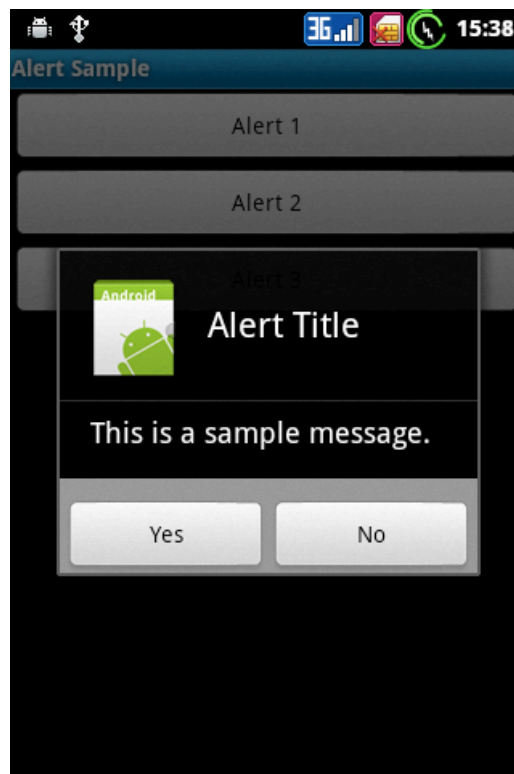 3G 15:38
Alert Sample
Alert 1
Alert 2
Alert 3
Android
Alert Title
This is a sample message.
Yes No